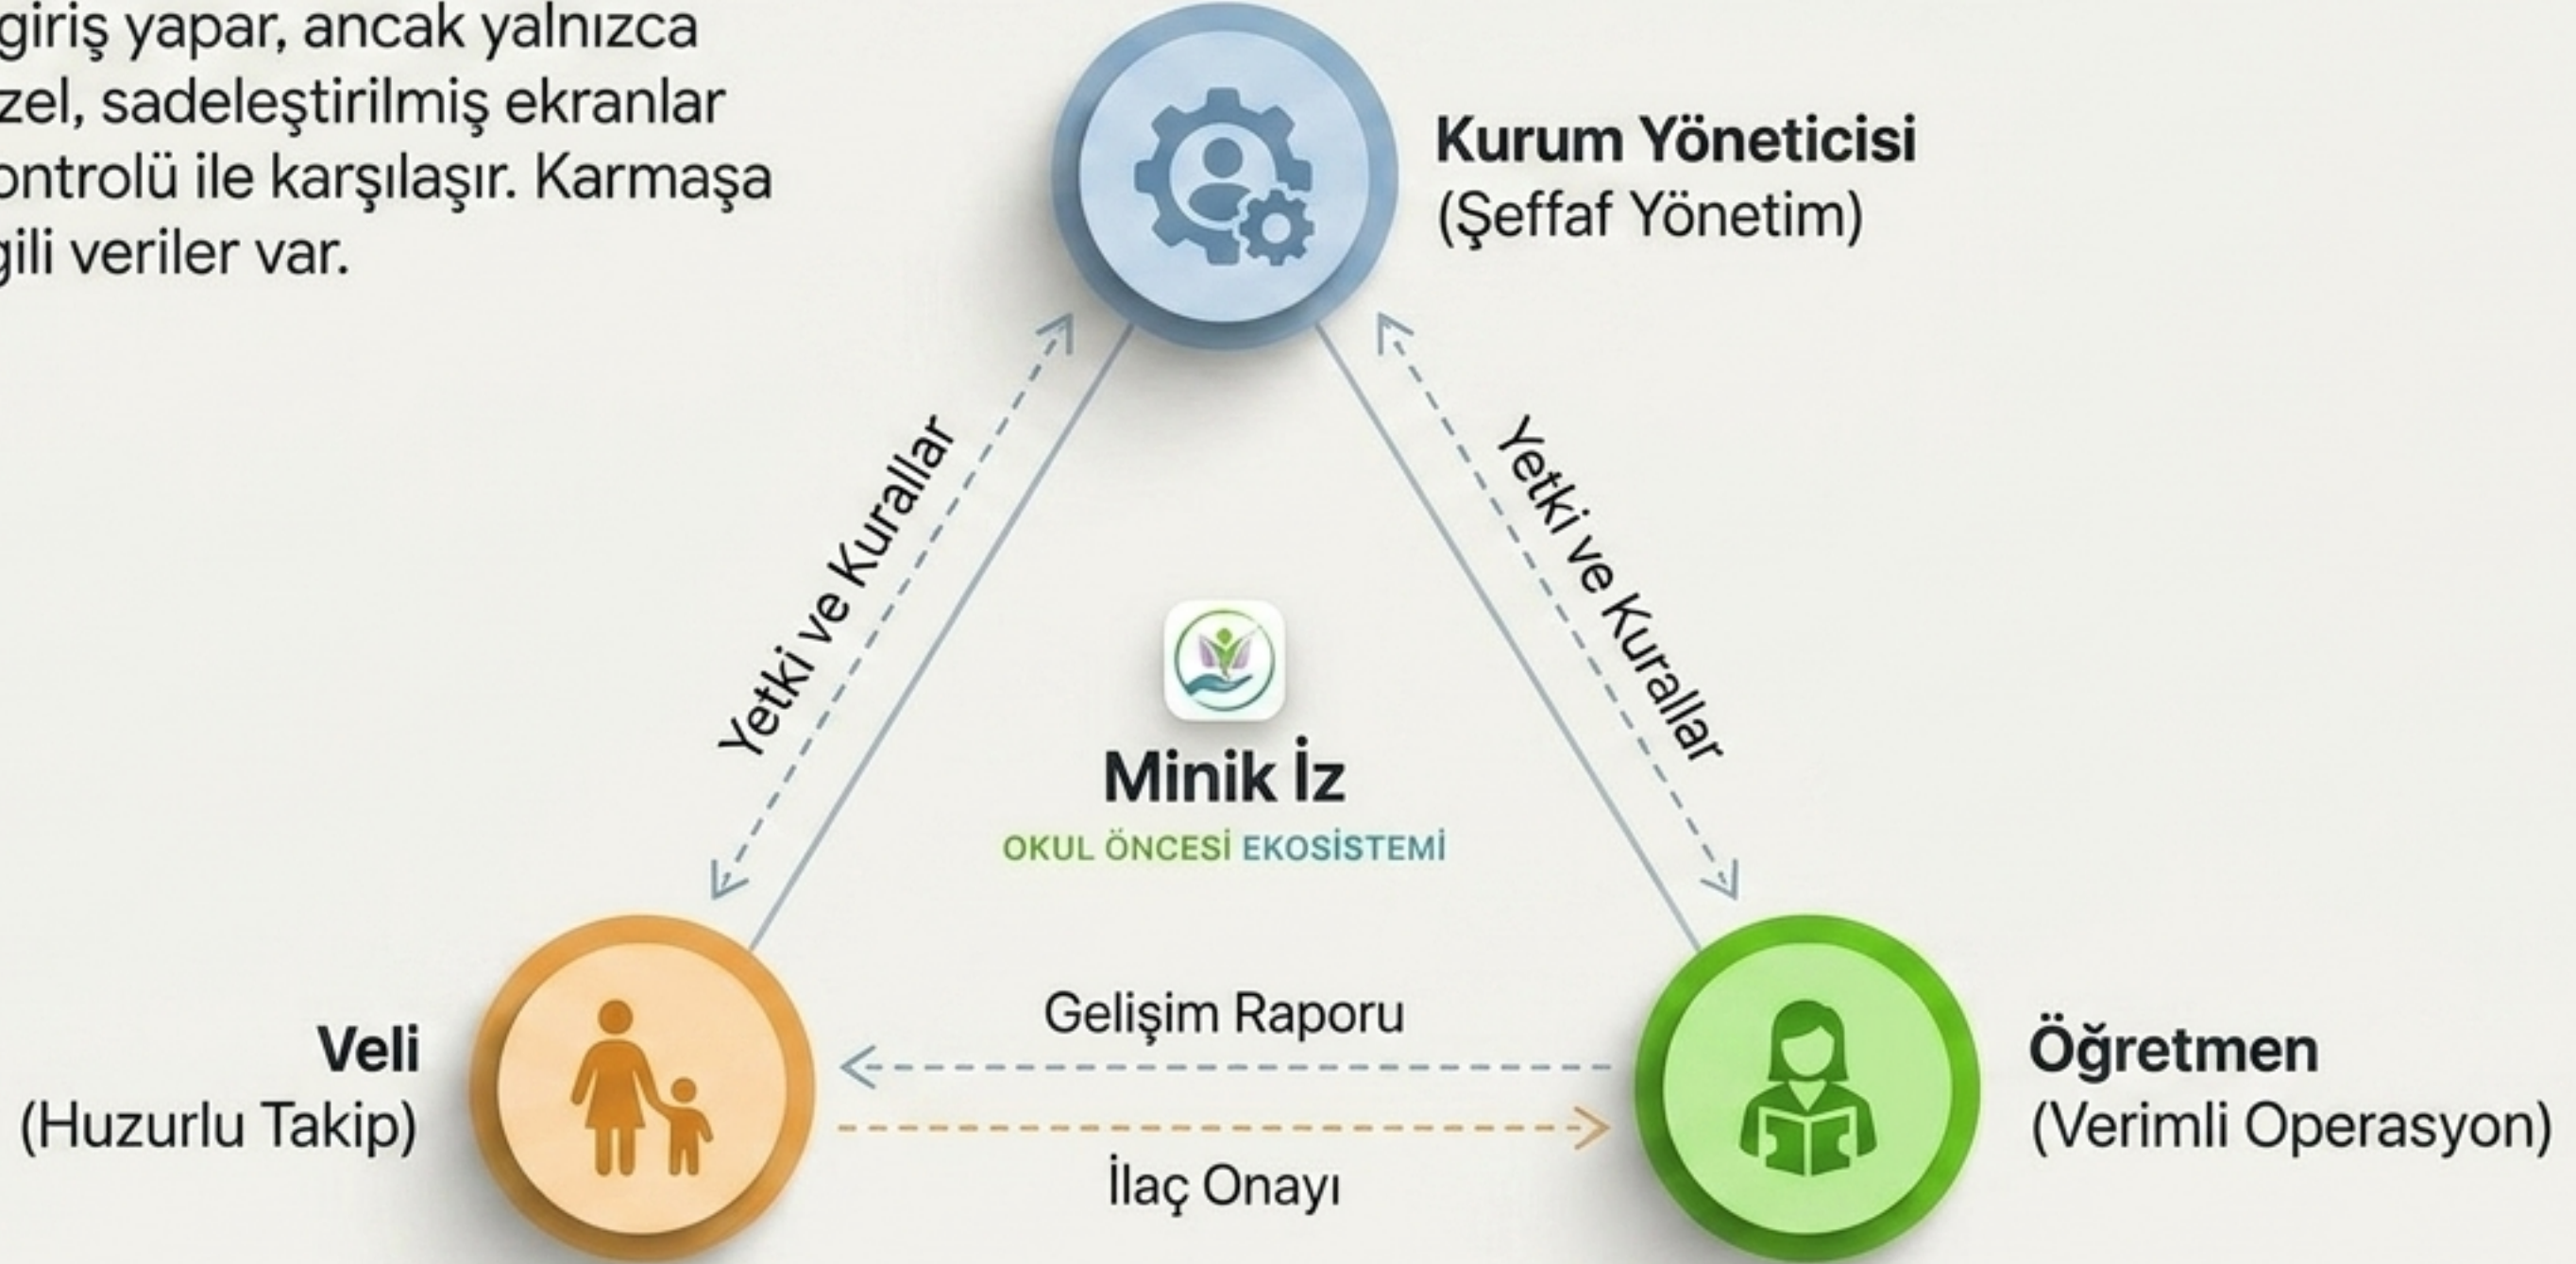 giriş yapar, ancak yalnızca
zel, sadeleştirilmiş ekranlar
ontrolü ile karşılaşır. Karmaşa
gili veriler var.
Kurum Yöneticisi
(Şeffaf Yönetim)
Yetki ve Kurallar
Yetki ve Kurallar
Minik İz
OKUL ÖNCESİ EKOSİSTEMİ
Veli
(Huzurlu Takip)
Gelişim Raporu
İlaç Onayı
Öğretmen
(Verimli Operasyon)